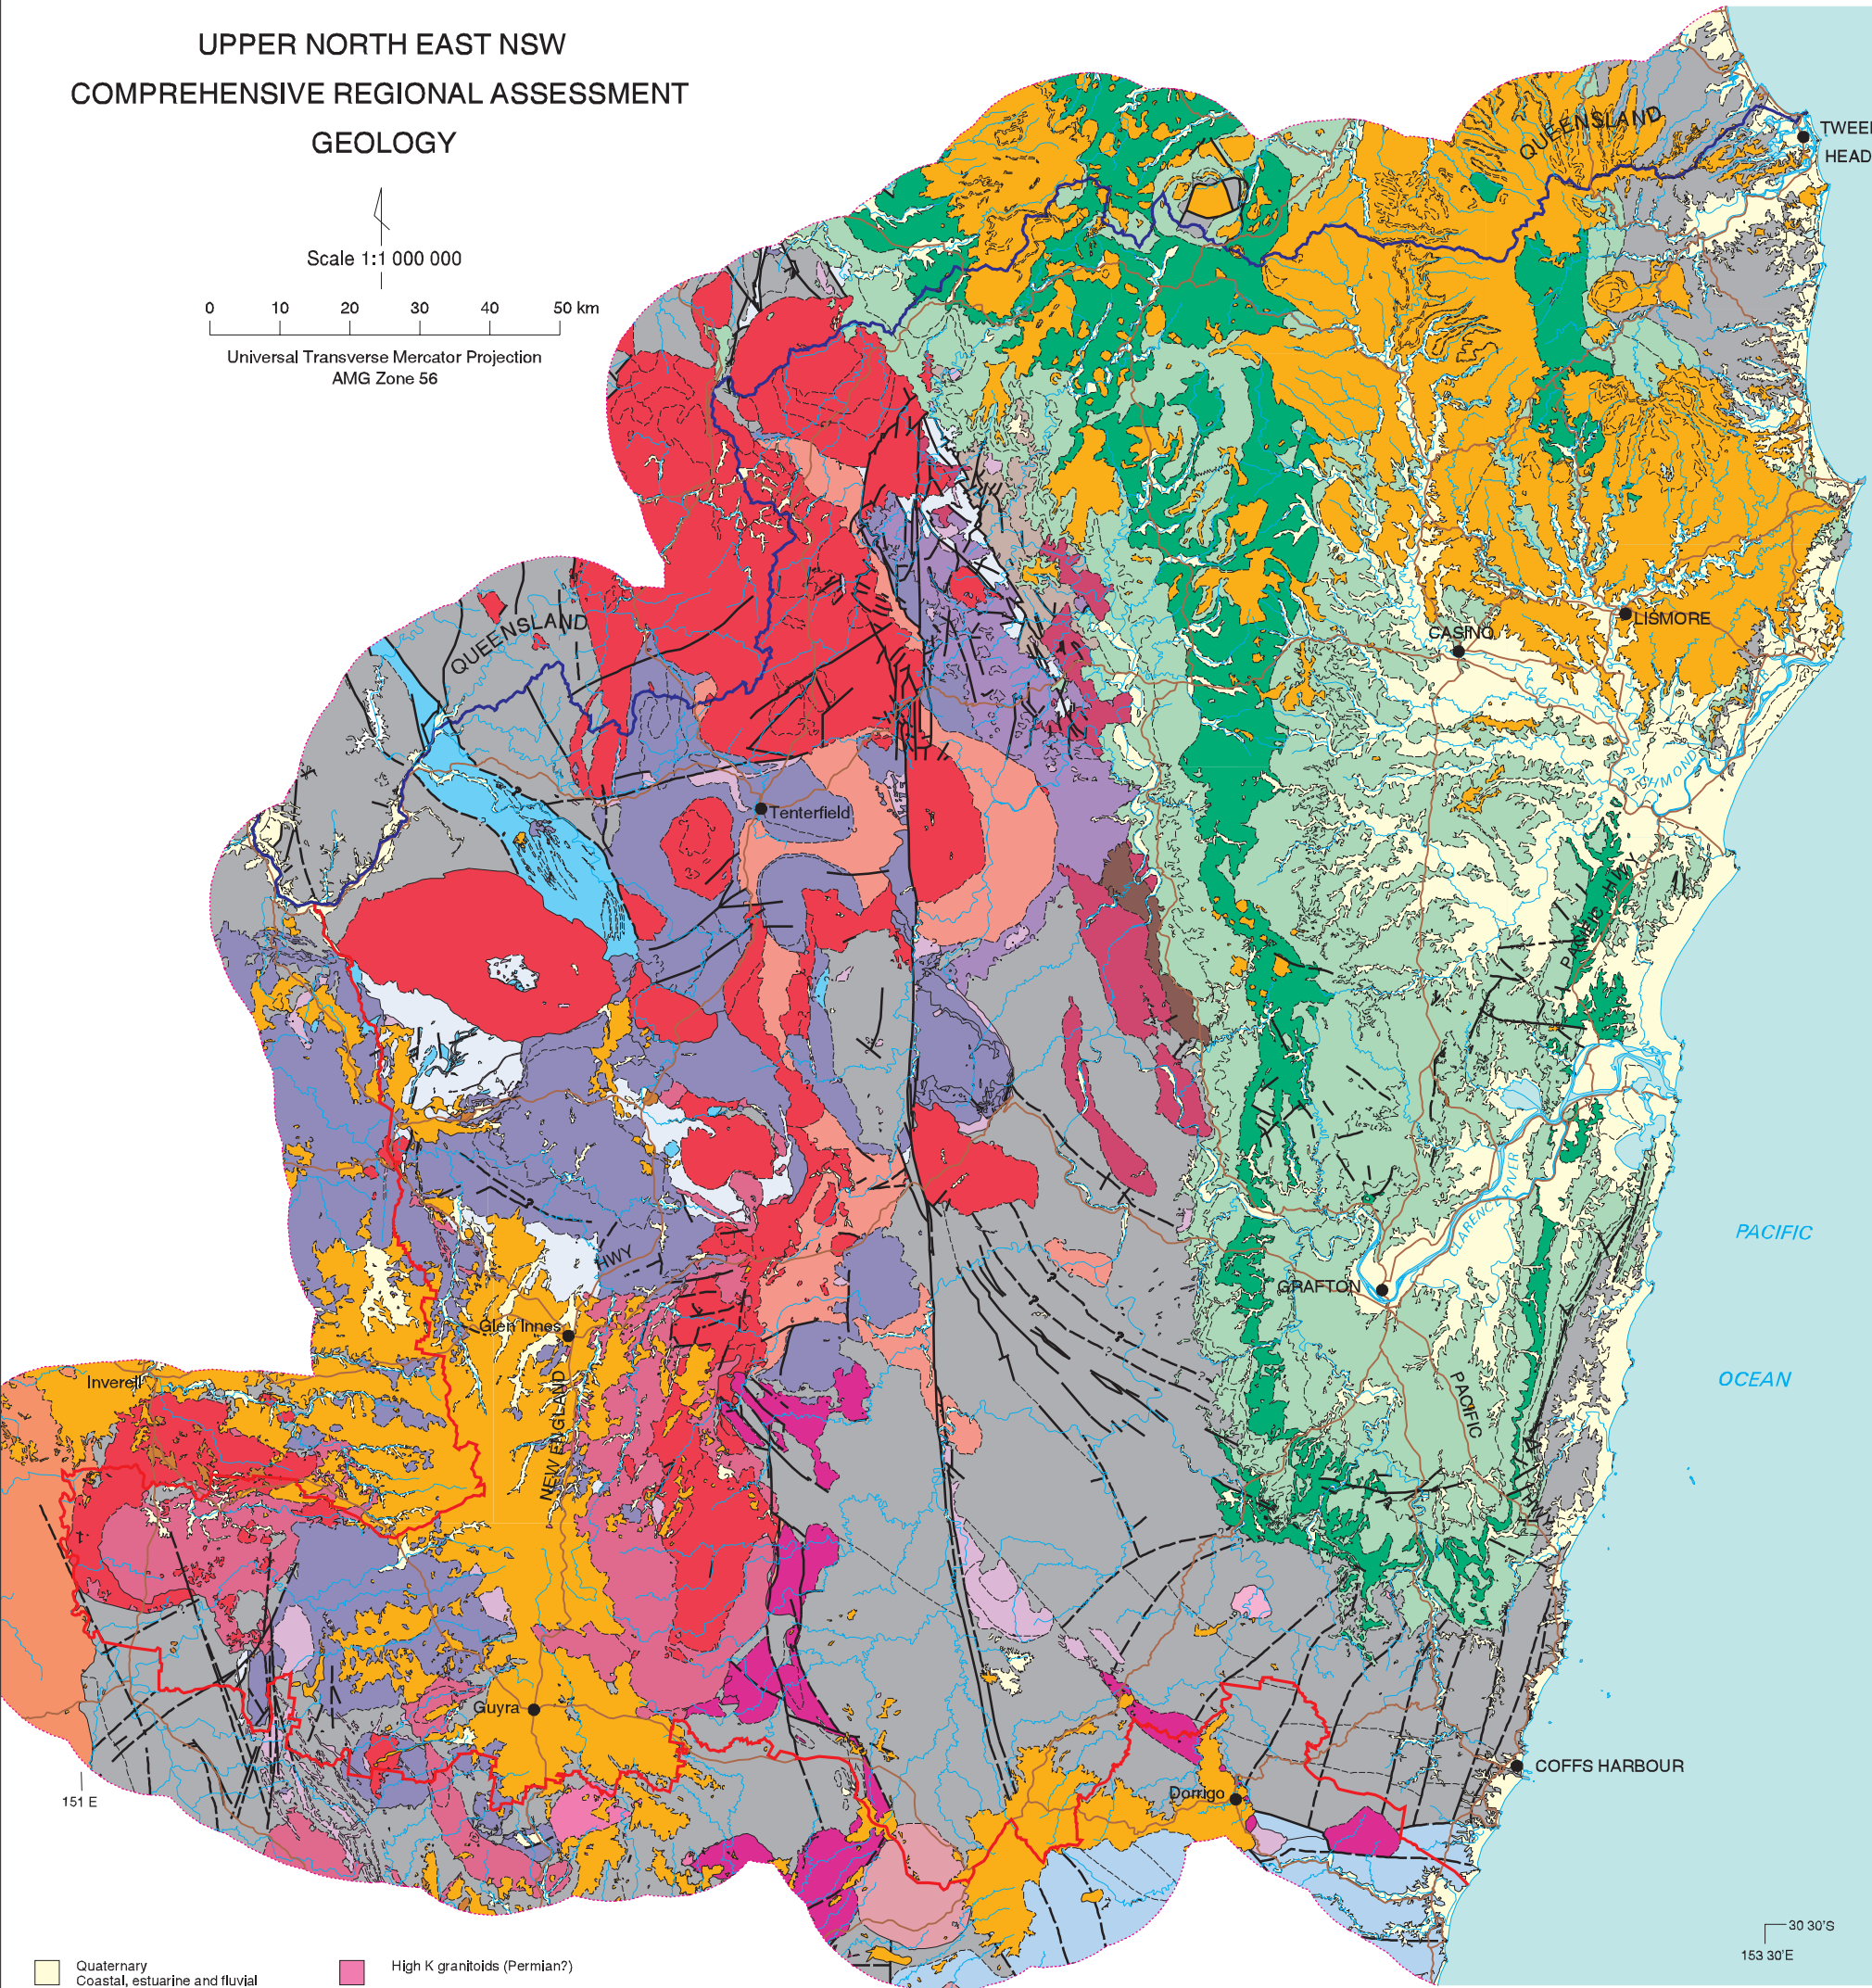 UPPER NORTH EAST NSW
COMPREHENSIVE REGIONAL ASSESSMENT
GEOLOGY
Scale 1:1 000 000
0 10 20 30 40 50 km
Universal Transverse Mercator Projection
AMG Zone 56
QUEENSLAND
TWEE
HEAD
QUEENSLAND
LISMORE
CASINO
RICHMOND
Tenterfield
PACIFIC HWY
CLARENCE RIVER
PACIFIC
HWY
GRAFTON
Glen Innes
Inverell
OCEAN
NEW ENGLAND
PACIFIC
Guyra
COFFS HARBOUR
Dorrigo
151 E
30 30'S
153 30'E
Quaternary
Coastal, estuarine and fluvial
High K granitoids (Permian?)